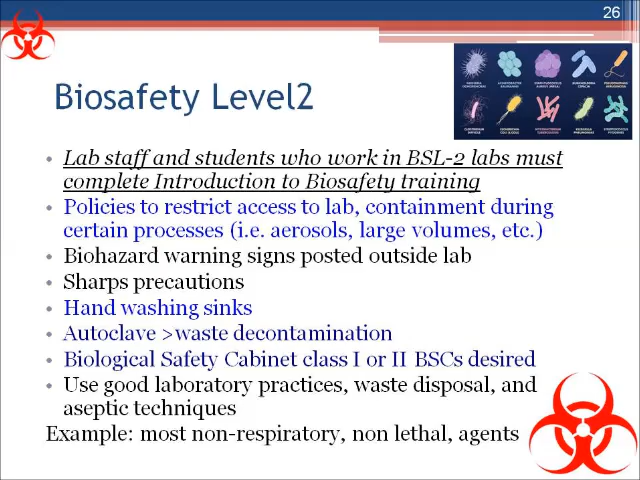 26
Biosafety Level2
• Lab staff and students who work in BSL-2 labs must
complete Introduction to Biosafety training
• Policies to restrict access to lab, containment during
certain processes (i.e. aerosols, large volumes, etc.)
• Biohazard warning signs posted outside lab
• Sharps precautions
• Hand washing sinks
• Autoclave >waste decontamination
• Biological Safety Cabinet class I or II BSCs desired
• Use good laboratory practices, waste disposal, and
aseptic techniques
Example: most non-respiratory, non lethal, agents